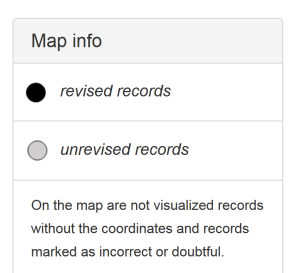 Map info
revised records
unrevised records
On the map are not visualized records
without the coordinates and records
marked as incorrect or doubtful.